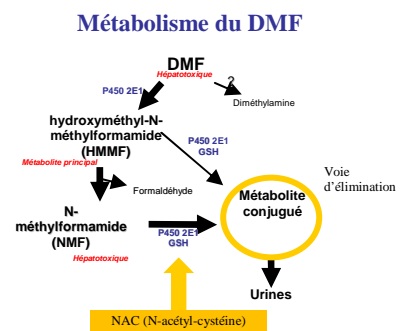 Métabolisme du DMF
DMF
Hépatotoxique
?
P450 2E1
Diméthylamine
hydroxyméthyl-N-
méthylformamide
(HMMF)
P450 2E1
GSH
Métabolite principal
Voie
d'élimination
Formaldéhyde
Métabolite
conjugué
N-
méthylformamide
(NMF)
P450 2E1
GSH
Hépatotoxique
Urines
NAC (N-acétyl-cystéine)